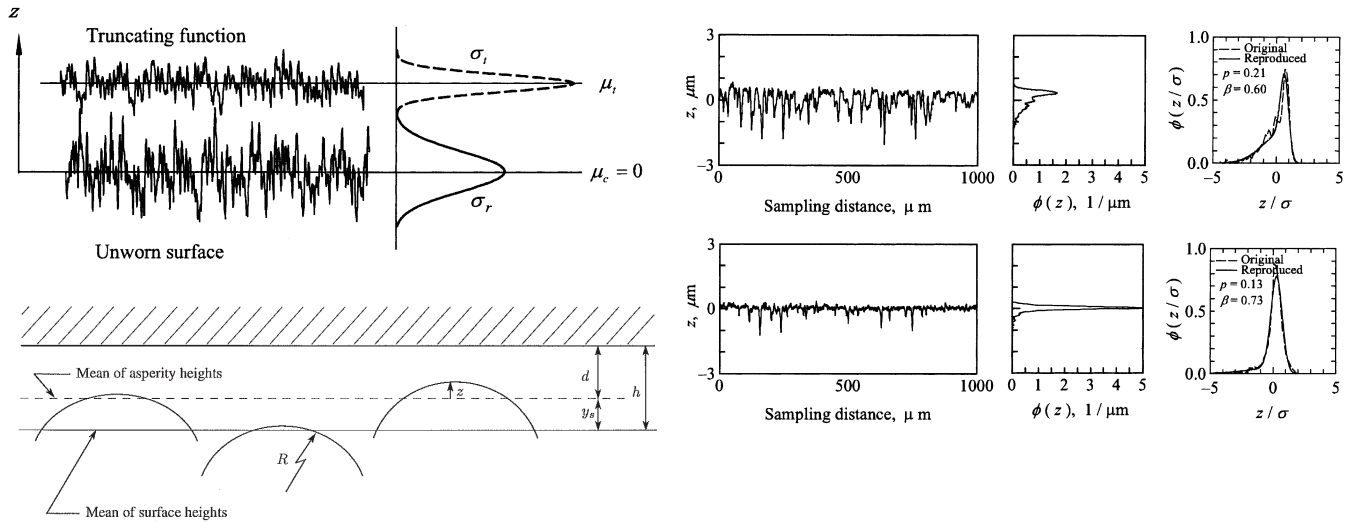 z
Truncating function
σt
μt
μc = 0
σr
Unworn surface
Mean of asperity heights
d
h
z
ys
R
Mean of surface heights
3
0
−3
z, μm
0 500 1000
Sampling distance, μ m
0 1 2 3 4 5
ϕ(z), 1/μm
1.0
0.5
0.0
ϕ(z/σ)
Original
Reproduced
p = 0.21
β = 0.60
−5 0 5
z/σ
3
0
−3
z, μm
0 500 1000
Sampling distance, μ m
0 1 2 3 4 5
ϕ(z), 1/μm
1.0
0.5
0.0
ϕ(z/σ)
Original
Reproduced
p = 0.13
β = 0.73
−5 0 5
z/σ